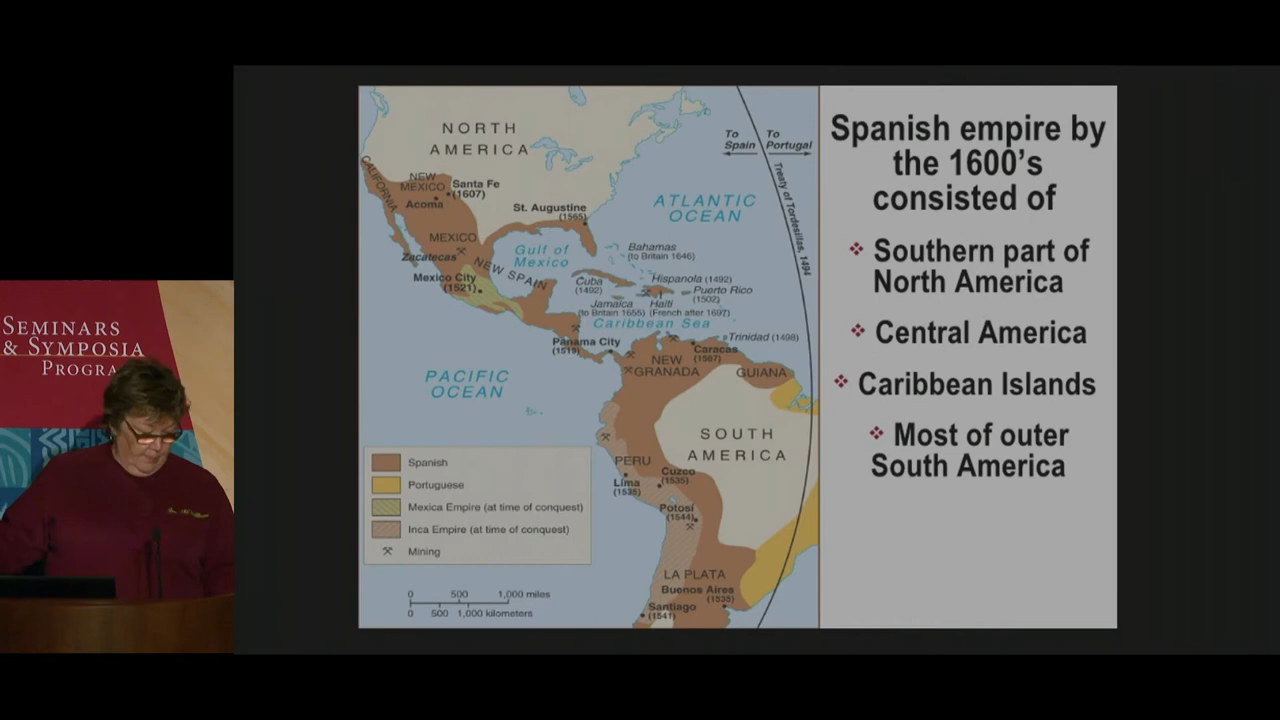 SEMINARS
& SYMPOSIA
PROGRA
NORTH
AMERICA
To
Spain
To
Portugal
Treaty of Tordesillas, 1494
CALIFORNIA
NEW
MEXICO
Santa Fe
(1607)
Acoma
St. Augustine
(1565)
ATLANTIC
OCEAN
MEXICO
Zacatecas
Gulf of
Mexico
NEW SPAIN
Bahamas
(to Britain 1646)
Mexico City
(1521)
Cuba
(1492)
Hispanola (1492)
Puerto Rico
(1502)
Jamaica
(to Britain 1655)
Haiti
(French after 1697)
Caribbean Sea
Trinidad (1498)
Panama City
(1519)
Caracas
(1567)
NEW
GRANADA
GUIANA
PACIFIC
OCEAN
SOUTH
AMERICA
PERU
Cuzco
(1535)
Lima
(1535)
Potosi
(1544)
LA PLATA
Buenos Aires
(1535)
Santiago
(1541)
Spanish
Portuguese
Mexica Empire (at time of conquest)
Inca Empire (at time of conquest)
Mining
0 500 1,000 miles
0 500 1,000 kilometers
Spanish empire by
the 1600's
consisted of
Southern part of
North America
Central America
Caribbean Islands
Most of outer
South America